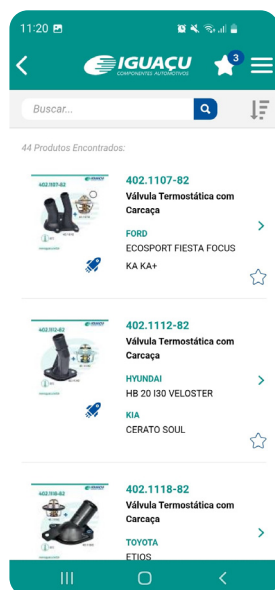 11:20
IGUAÇU
COMPONENTES AUTOMOTIVOS
3
Buscar...
44 Produtos Encontrados:
402.1107-82
402.1107-82
Válvula Termostática com
Carcaça
FORD
ECOSPORT FIESTA FOCUS
KA KA+
402.1112-82
402.1112-82
Válvula Termostática com
Carcaça
HYUNDAI
HB 20 I30 VELOSTER
KIA
CERATO SOUL
402.1118-82
402.1118-82
Válvula Termostática com
Carcaça
TOYOTA
ETIOS